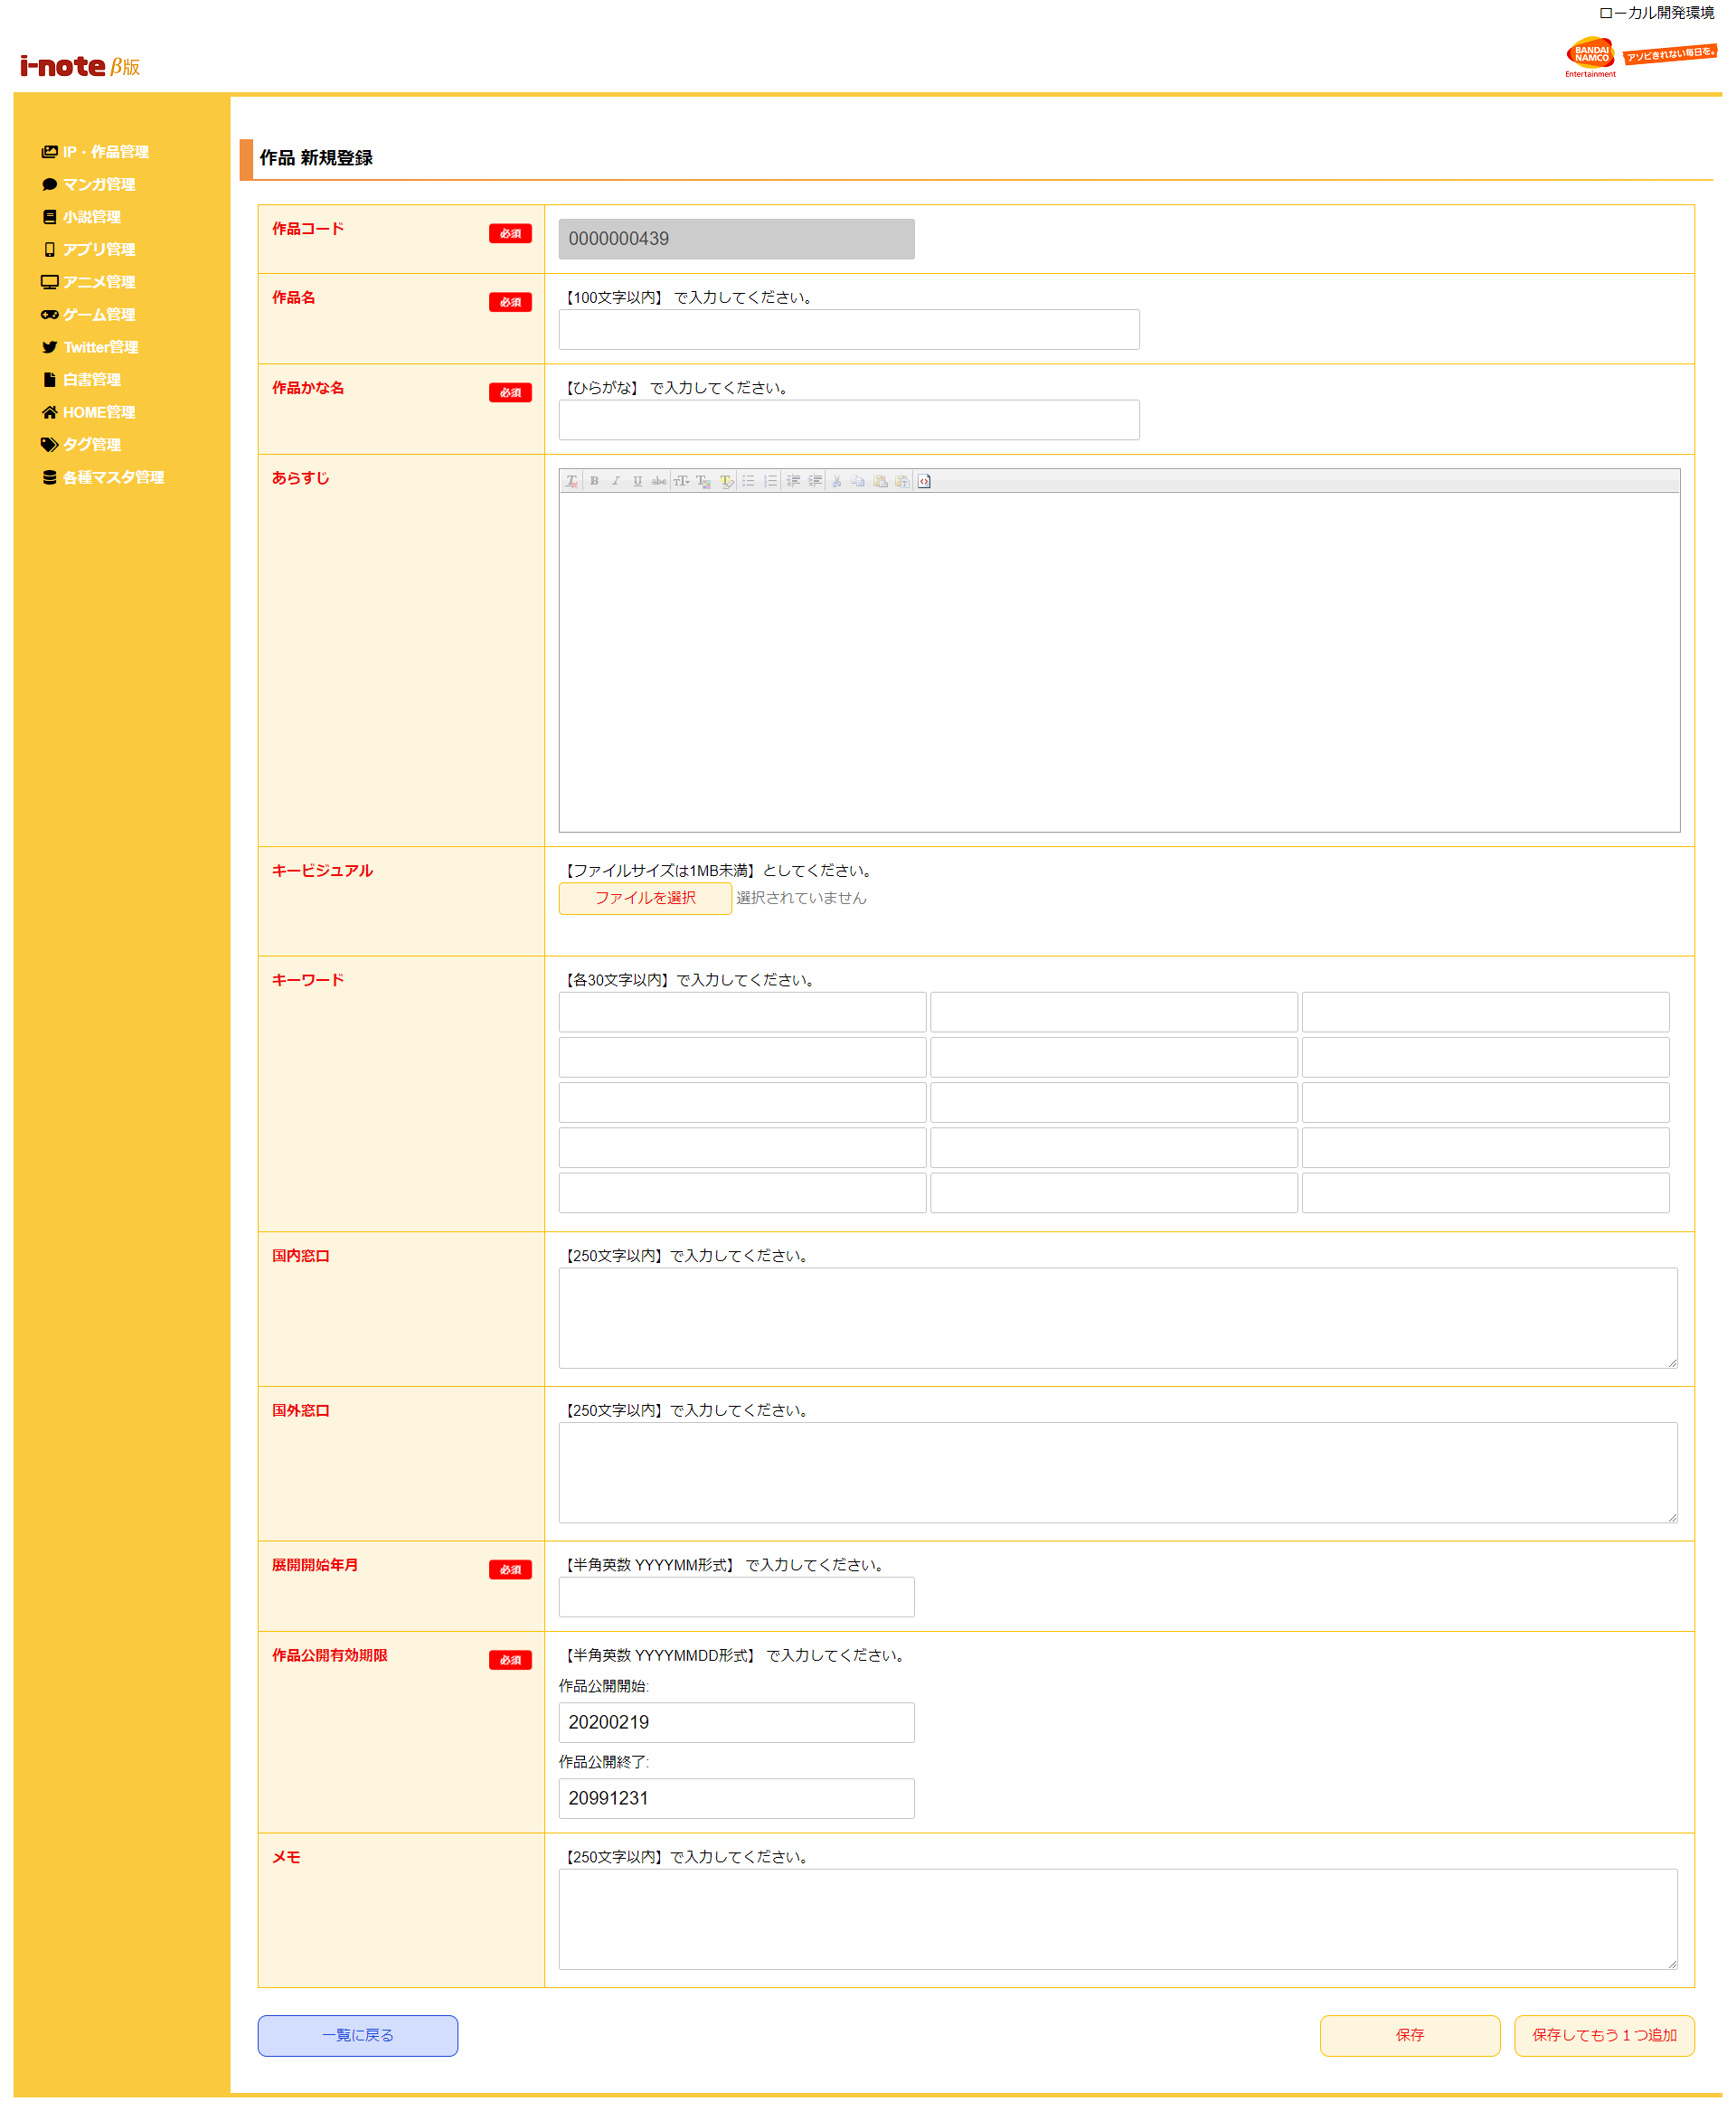 ローカル開発環境
i-note β版
BANDAI
NAMCO
Entertainment
アソビきれない毎日を。
IP・作品管理
マンガ管理
小説管理
アプリ管理
アニメ管理
ゲーム管理
Twitter管理
白書管理
HOME管理
タグ管理
各種マスタ管理
作品 新規登録
作品コード 必須 0000000439
作品名 必須 【100文字以内】 で入力してください。
作品かな名 必須 【ひらがな】 で入力してください。
あらすじ
キービジュアル 【ファイルサイズは1MB未満】としてください。
ファイルを選択 選択されていません
キーワード 【各30文字以内】で入力してください。
国内窓口 【250文字以内】で入力してください。
国外窓口 【250文字以内】で入力してください。
展開開始年月 必須 【半角英数 YYYYMM形式】 で入力してください。
作品公開有効期限 必須 【半角英数 YYYYMMDD形式】 で入力してください。
作品公開開始:
20200219
作品公開終了:
20991231
メモ 【250文字以内】で入力してください。
一覧に戻る 保存 保存してもう１つ追加